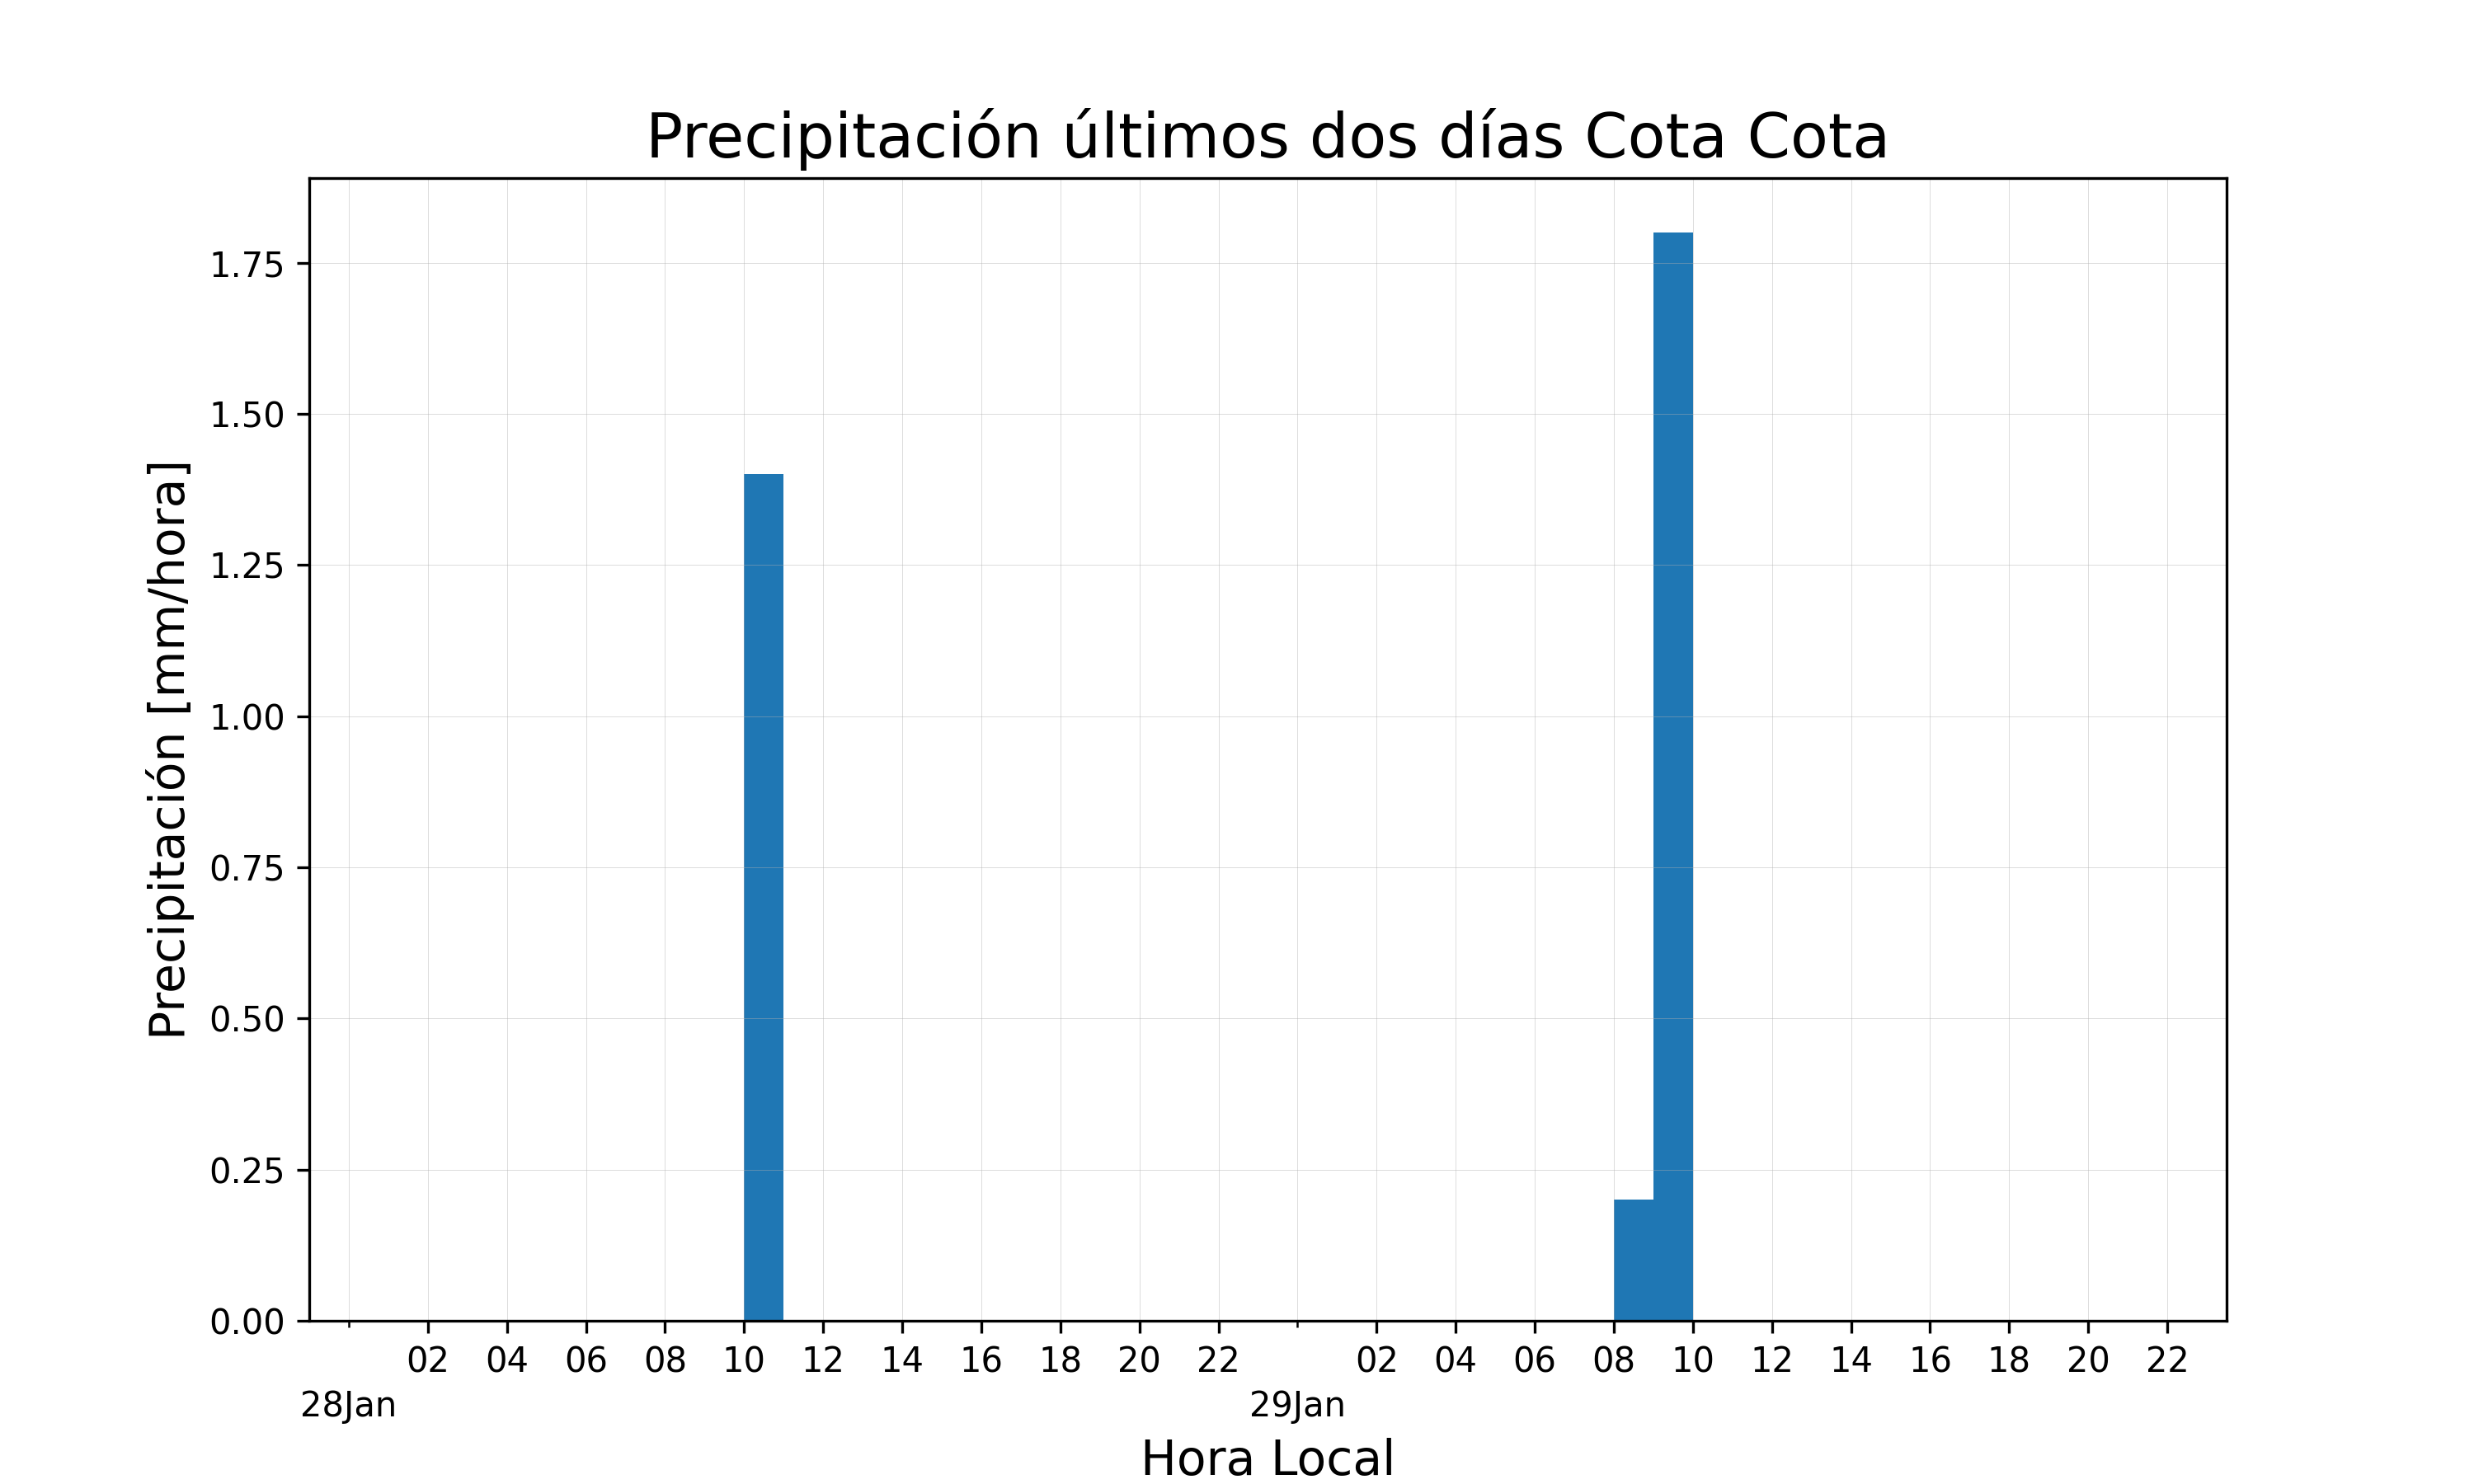 Precipitación últimos dos días Cota Cota
Precipitación [mm/hora]
1.75
1.50
1.25
1.00
0.75
0.50
0.25
0.00
02 04 06 08 10 12 14 16 18 20 22 02 04 06 08 10 12 14 16 18 20 22
28Jan 29Jan
Hora Local